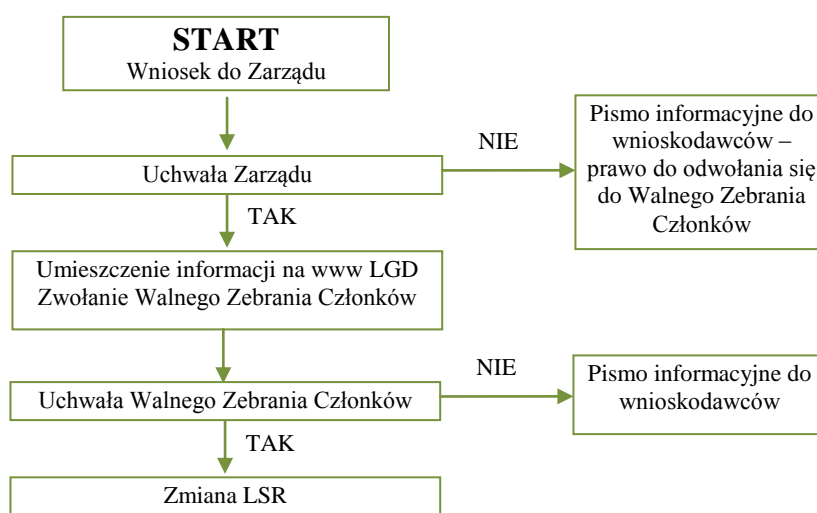 START
Wniosek do Zarządu
Uchwała Zarządu
NIE
Pismo informacyjne do
wnioskodawców –
prawo do odwołania się
do Walnego Zebrania
Członków
TAK
Umieszczenie informacji na www LGD
Zwołanie Walnego Zebrania Członków
Uchwała Walnego Zebrania Członków
NIE
Pismo informacyjne do
wnioskodawców
TAK
Zmiana LSR